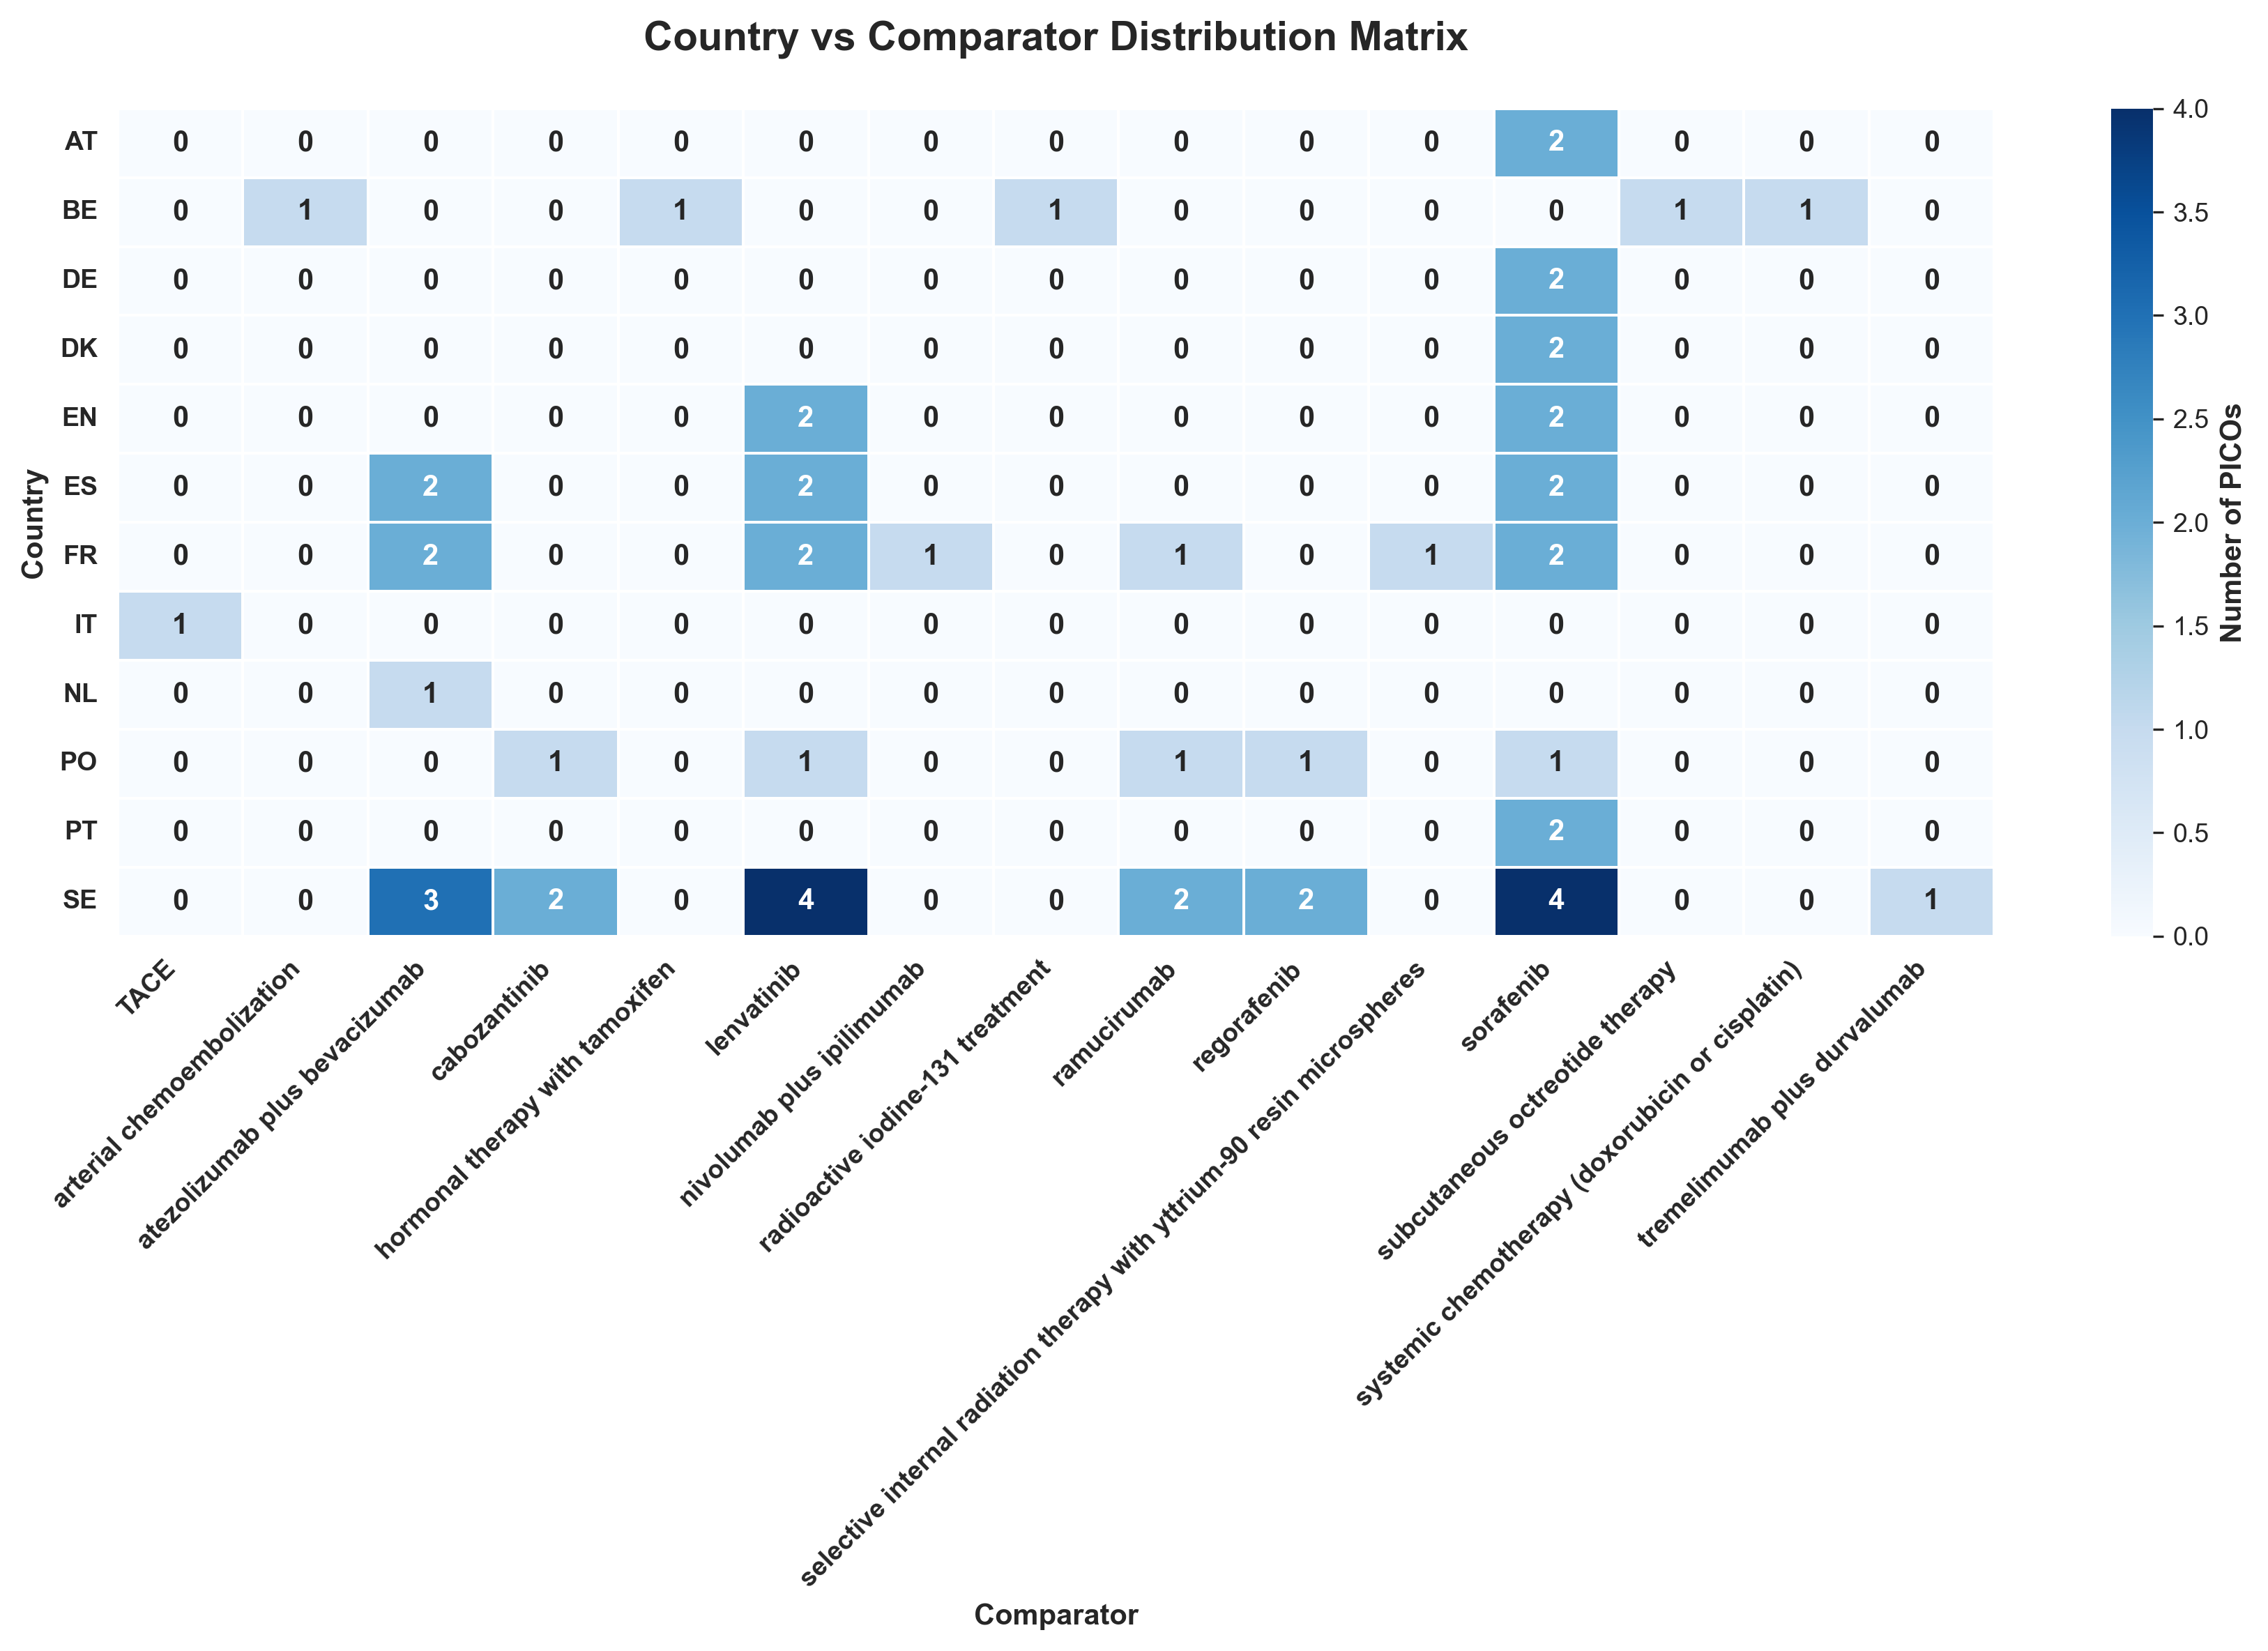 Country vs Comparator Distribution Matrix
AT 0 0 0 0 0 0 0 0 0 0 0 2 0 0 0
BE 0 1 0 0 1 0 0 1 0 0 0 0 1 1 0
DE 0 0 0 0 0 0 0 0 0 0 0 2 0 0 0
DK 0 0 0 0 0 0 0 0 0 0 0 2 0 0 0
EN 0 0 0 0 0 2 0 0 0 0 0 2 0 0 0
ES 0 0 2 0 0 2 0 0 0 0 0 2 0 0 0
FR 0 0 2 0 0 2 1 0 1 0 1 2 0 0 0
IT 1 0 0 0 0 0 0 0 0 0 0 0 0 0 0
NL 0 0 1 0 0 0 0 0 0 0 0 0 0 0 0
PO 0 0 0 1 0 1 0 0 1 1 0 1 0 0 0
PT 0 0 0 0 0 0 0 0 0 0 0 2 0 0 0
SE 0 0 3 2 0 4 0 0 2 2 0 4 0 0 1
Country
TACE
arterial chemoembolization
atezolizumab plus bevacizumab
cabozantinib
hormonal therapy with tamoxifen
lenvatinib
nivolumab plus ipilimumab
radioactive iodine-131 treatment
ramucirumab
regorafenib
selective internal radiation therapy with yttrium-90 resin microspheres
sorafenib
subcutaneous octreotide therapy
systemic chemotherapy (doxorubicin or cisplatin)
tremelimumab plus durvalumab
Comparator
4.0
3.5
3.0
2.5
2.0
1.5
1.0
0.5
0.0
Number of PICOs